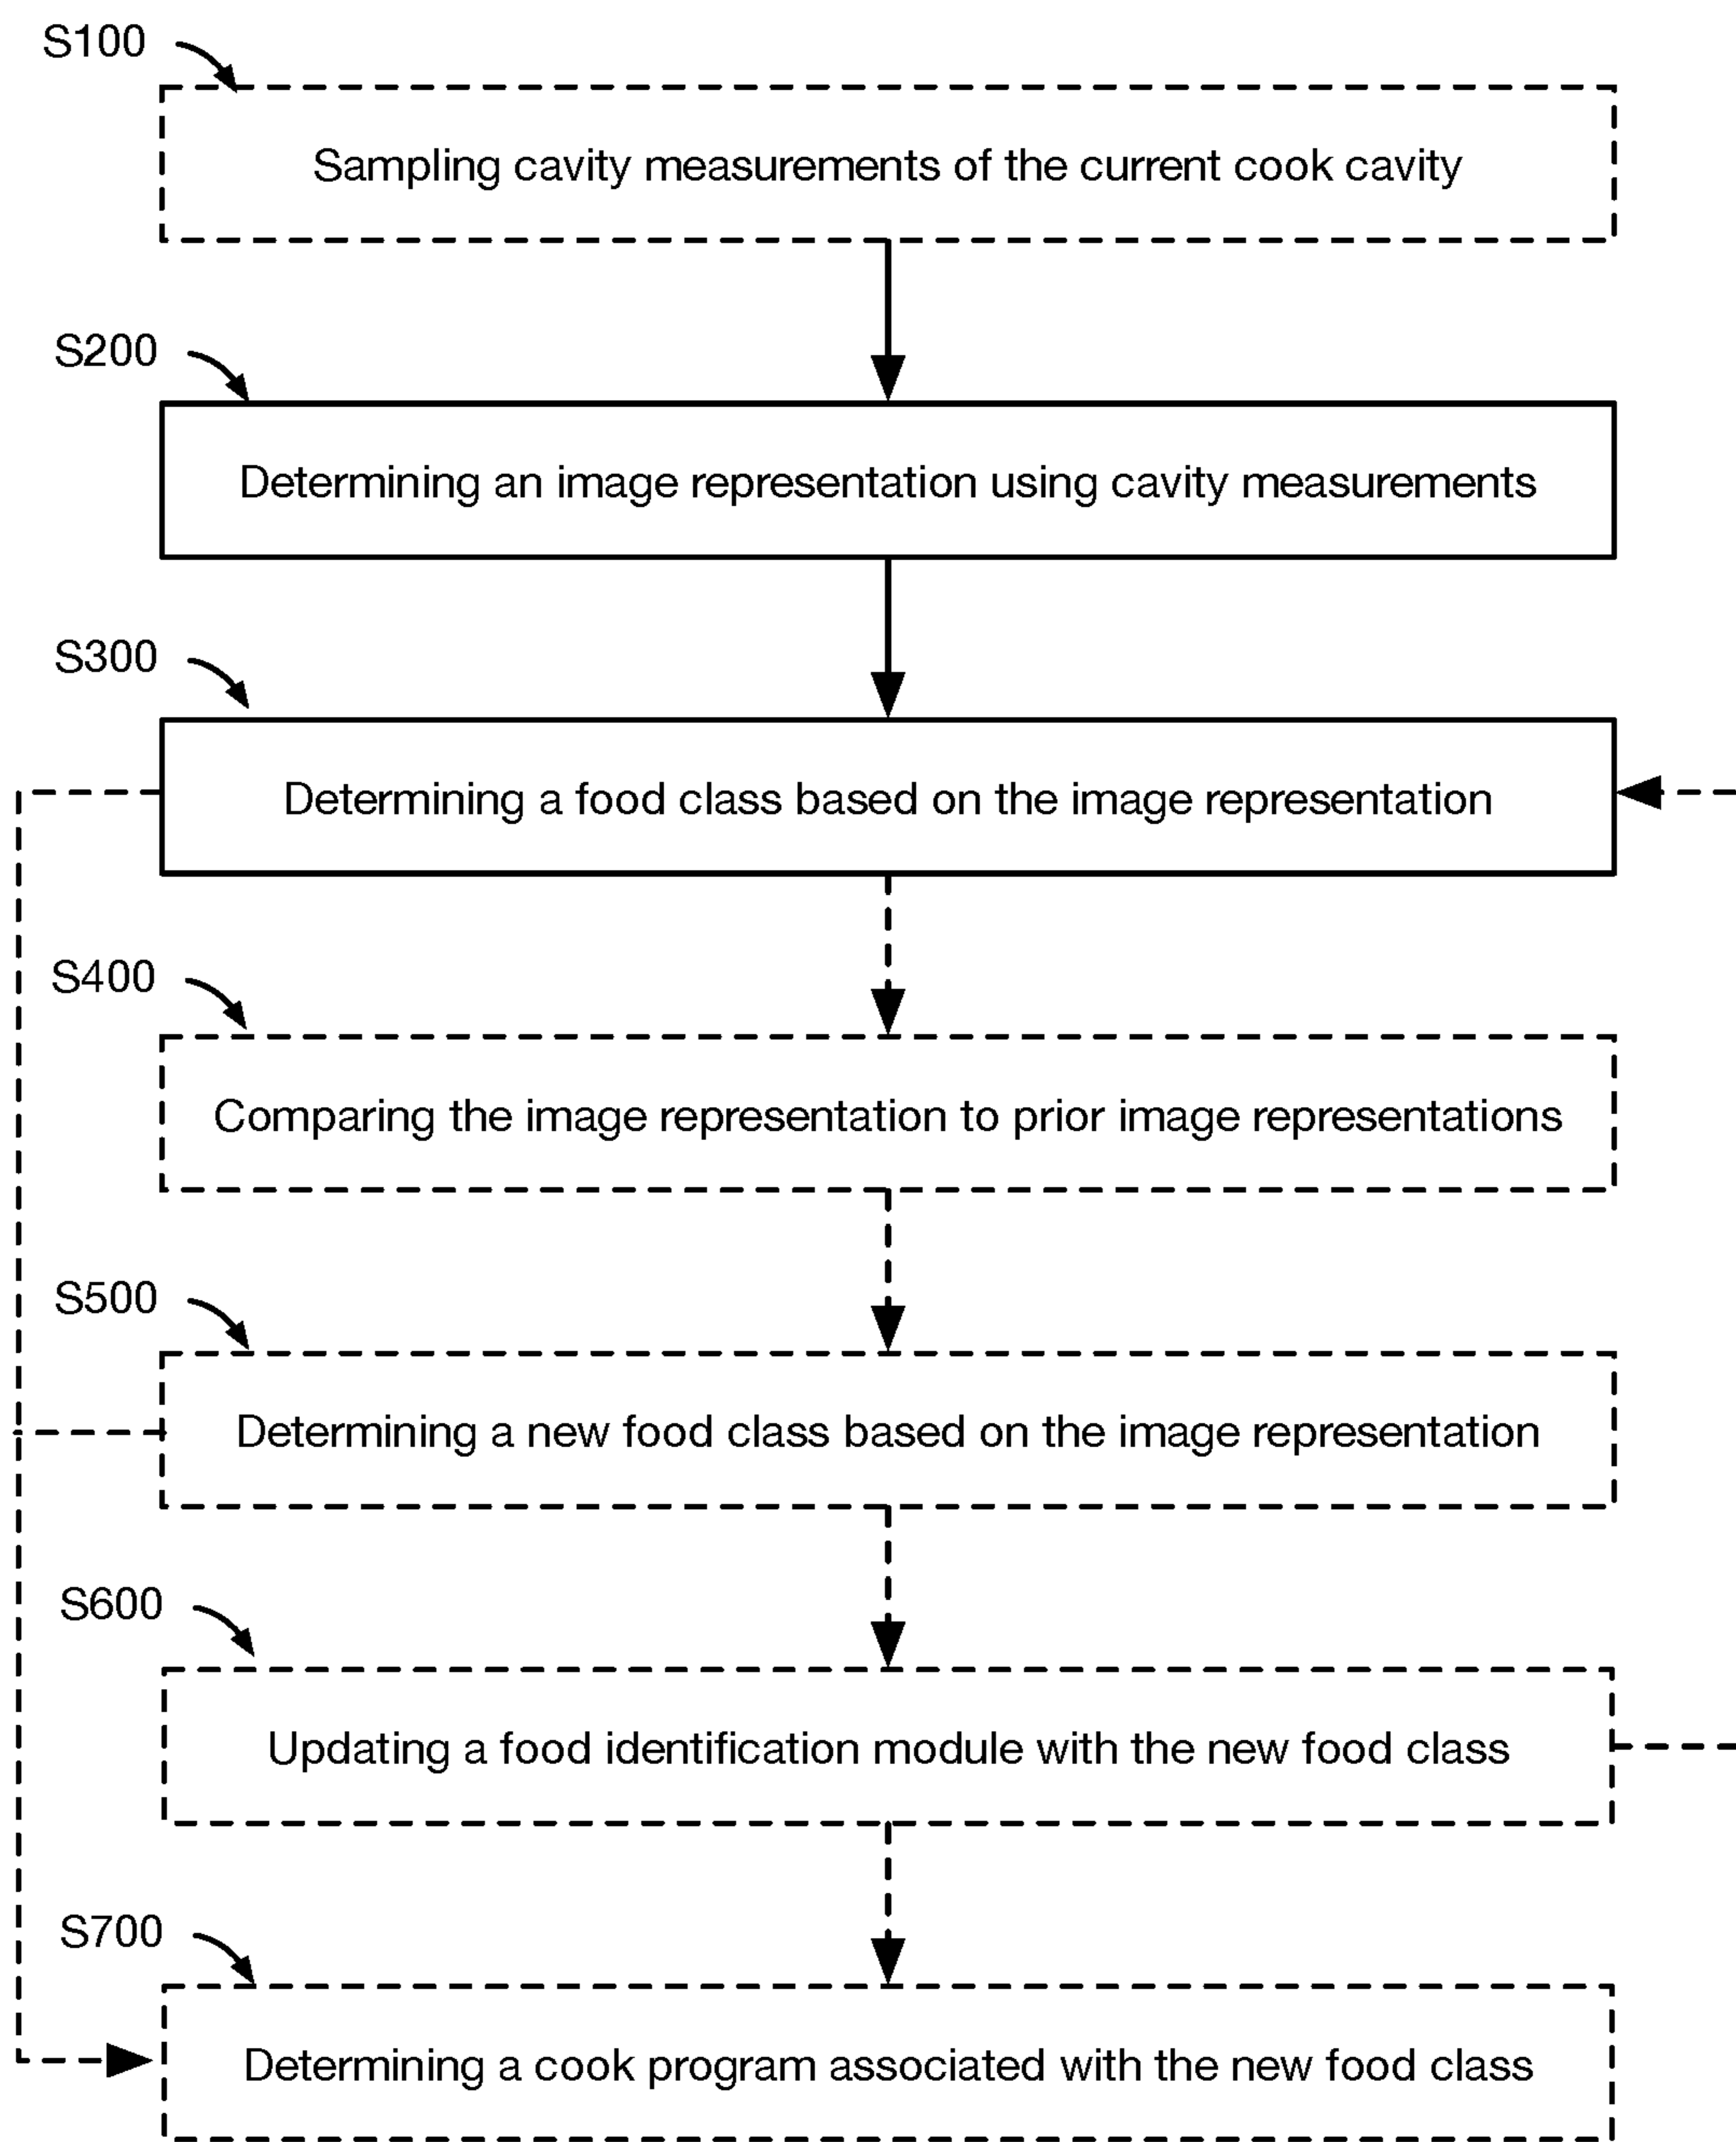 S100
Sampling cavity measurements of the current cook cavity
S200
Determining an image representation using cavity measurements
S300
Determining a food class based on the image representation
S400
Comparing the image representation to prior image representations
S500
Determining a new food class based on the image representation
S600
Updating a food identification module with the new food class
S700
Determining a cook program associated with the new food class